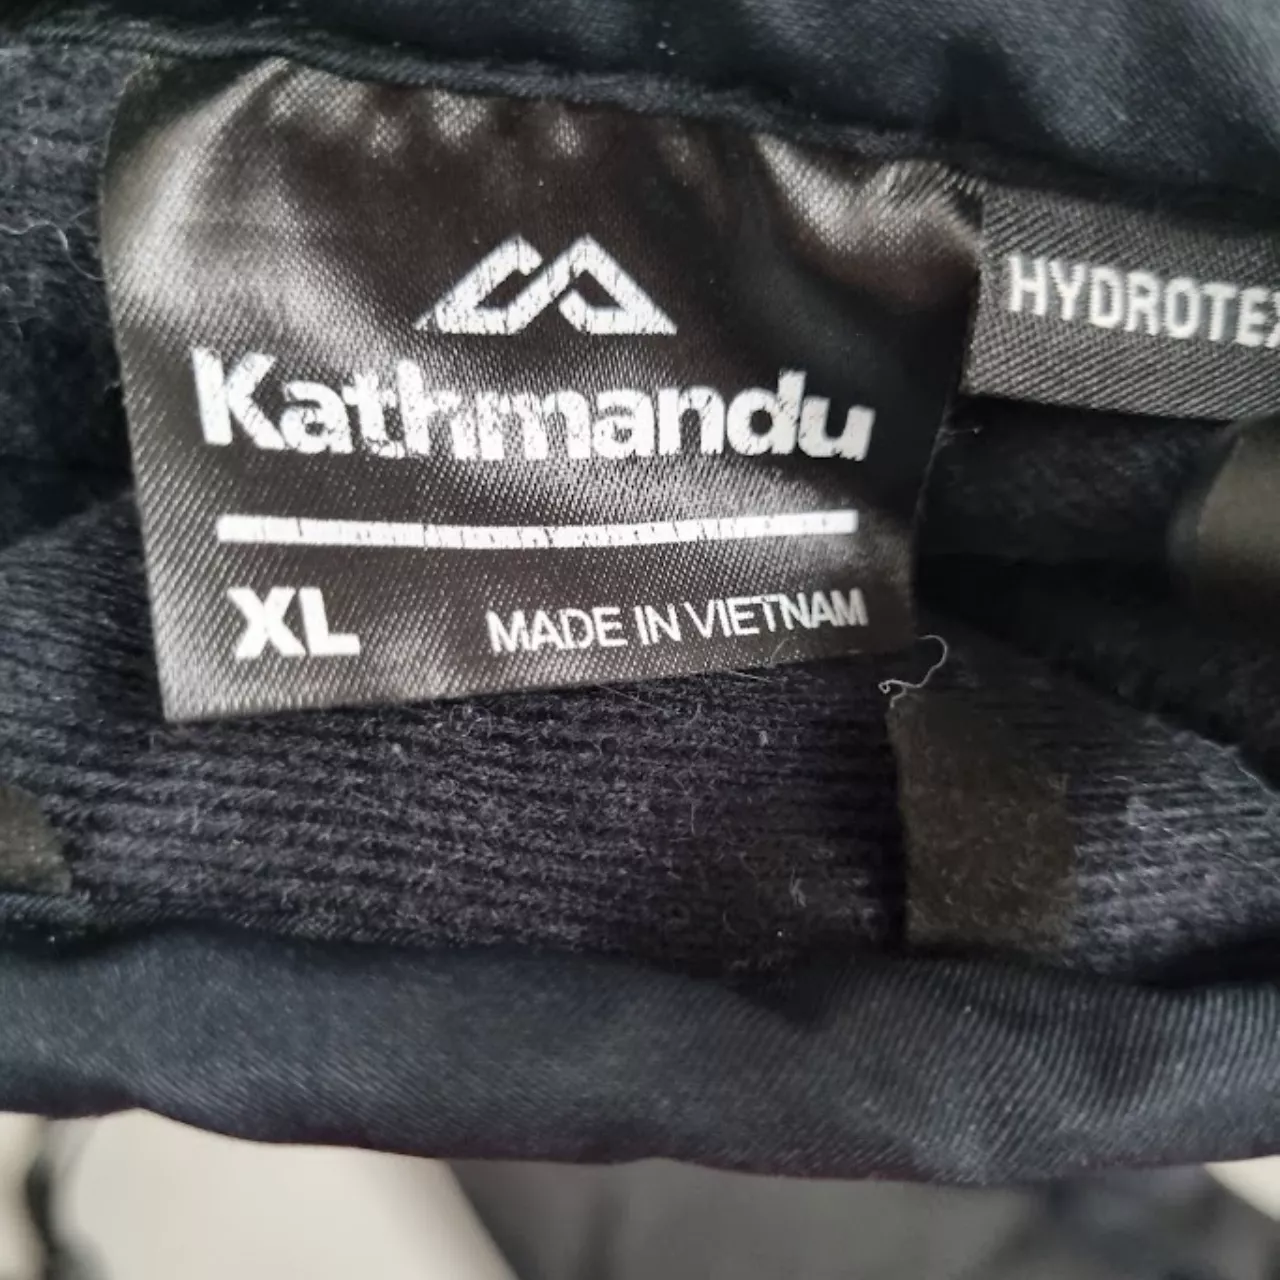 Kathmandu
XL MADE IN VIETNAM
HYDROTEX